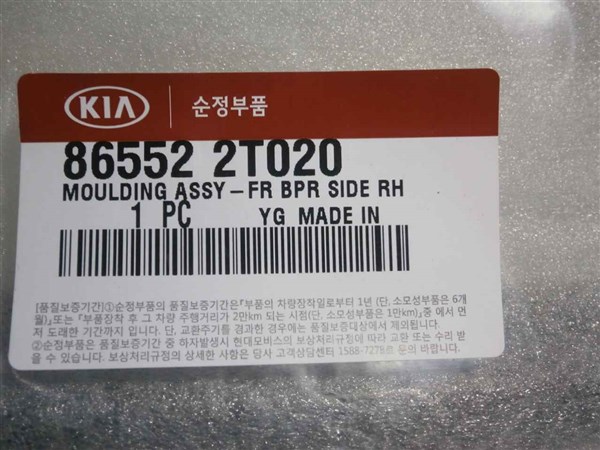 KIA 순정부품
86552 2T020
MOULDING ASSY-FR BPR SIDE RH
1 PC YG MADE IN
[품질보증기간]①순정부품의 품질보증기간은「부품의 차량장착일로부터 1년 (단, 소모성부품은 6개
월)」또는 「부품장착 후 그 차량 주행거리가 2만km 되는 시점(단, 소모성부품은 1만km)」중 에서 먼
저 도래한 기간까지 입니다. 단, 교환주기를 경과한 경우에는 품질보증대상에서 제외됩니다.
②순정부품은 품질보증기간 중 하자발생시 현대모비스의 보상처리규정에 따라 교환 또는 수리 받
을 수 있습니다. 보상처리규정의 상세한 사항은 당사 고객상담센터 1588-7278로 문의 바랍니다.